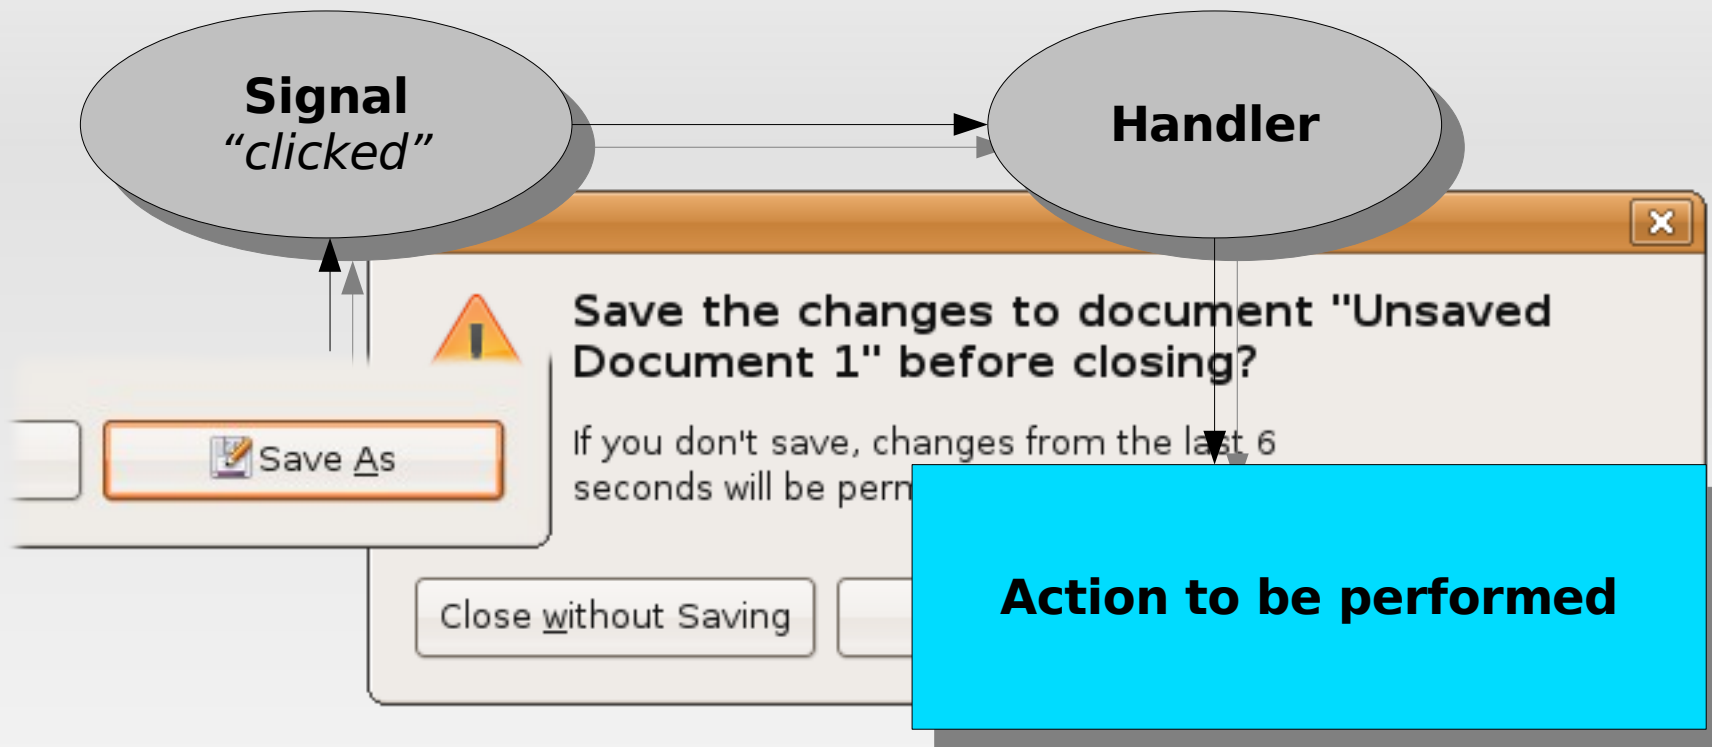 Signal
“clicked”
Handler
Save the changes to document "Unsaved
Document 1" before closing?
If you don't save, changes from the last 6
seconds will be
Save As
Close without Saving
Action to be performed